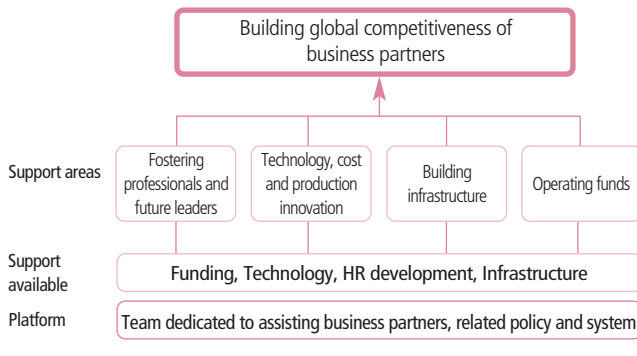 Building global competitiveness of
business partners
Support areas
Fostering
professionals and
future leaders
Technology, cost
and production
innovation
Building
infrastructure
Operating funds
Support
available
Funding, Technology, HR development, Infrastructure
Platform
Team dedicated to assisting business partners, related policy and system